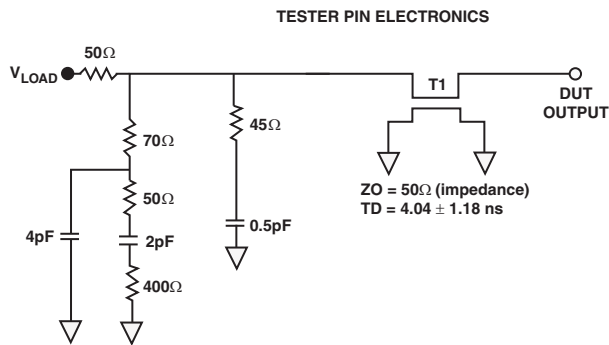 TESTER PIN ELECTRONICS
50Ω
VLOAD
T1
DUT
OUTPUT
70Ω
45Ω
50Ω
ZO = 50Ω (impedance)
TD = 4.04 ± 1.18 ns
4pF
2pF
0.5pF
400Ω